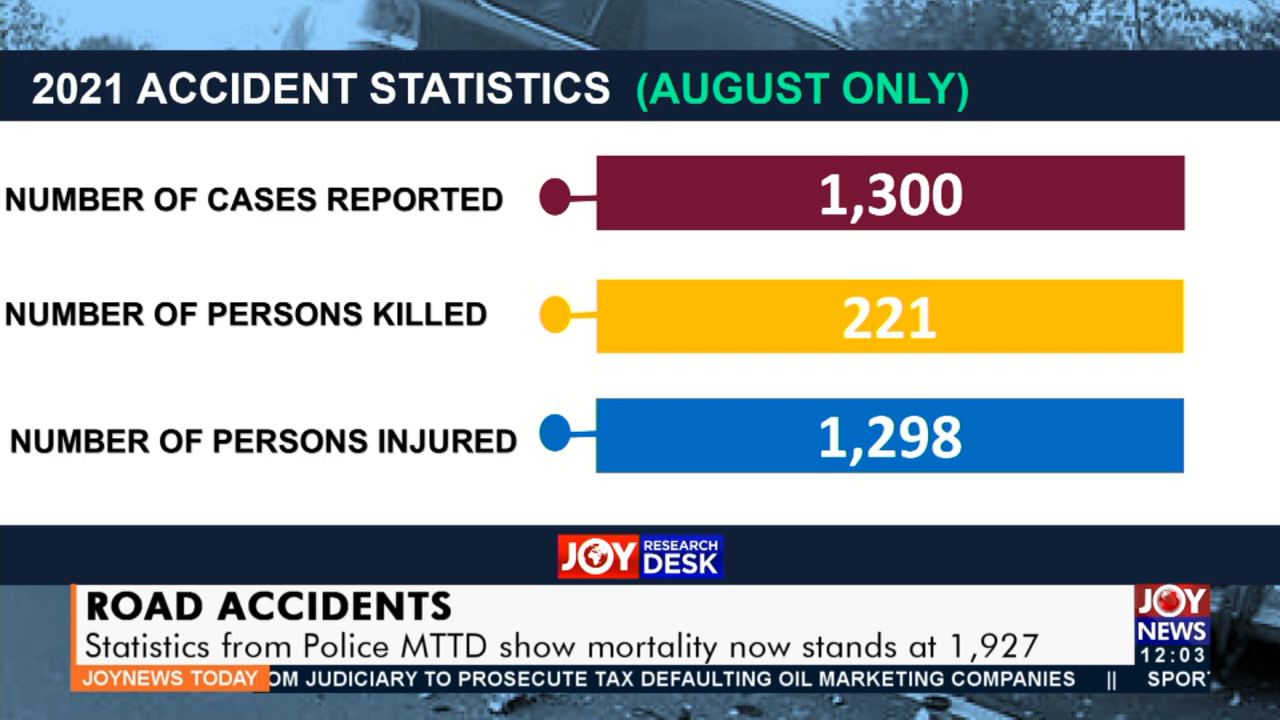 2021 ACCIDENT STATISTICS (AUGUST ONLY)
NUMBER OF CASES REPORTED 1,300
NUMBER OF PERSONS KILLED 221
NUMBER OF PERSONS INJURED 1,298
JOY RESEARCH DESK
ROAD ACCIDENTS
Statistics from Police MTTD show mortality now stands at 1,927
JOY NEWS
12:03
JOYNEWS TODAY OM JUDICIARY TO PROSECUTE TAX DEFAULTING OIL MARKETING COMPANIES || SPOR